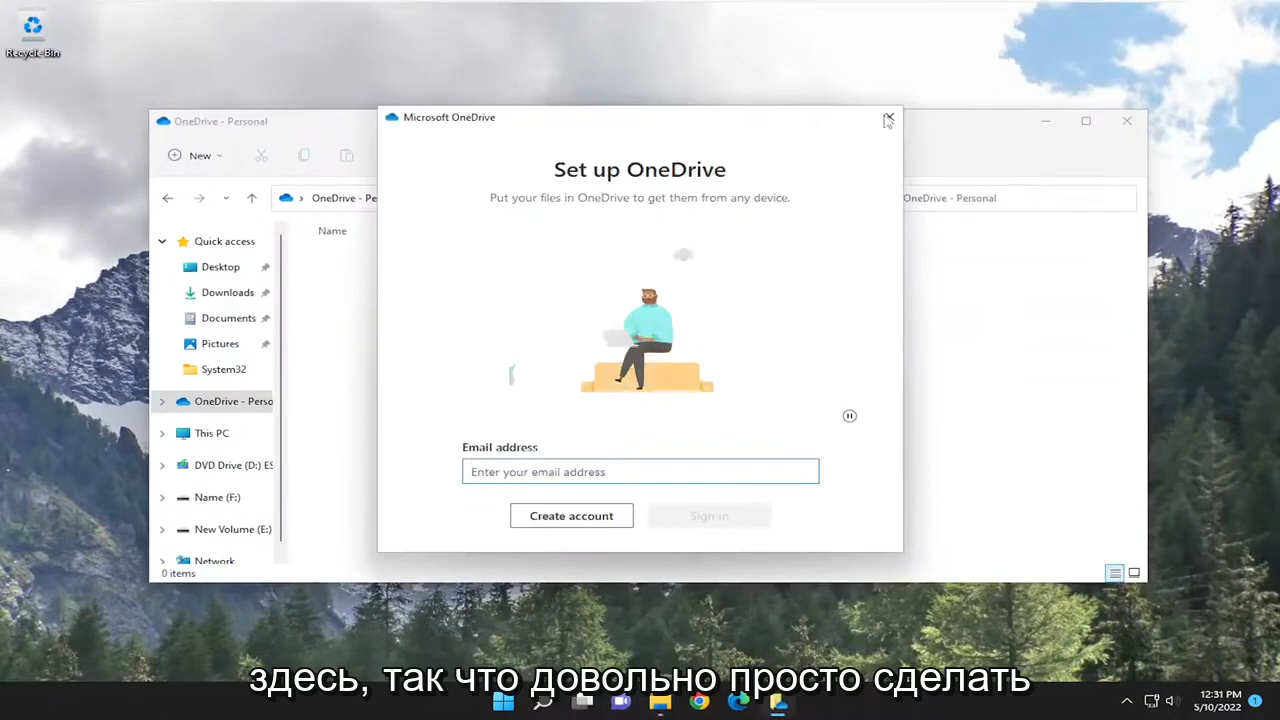 Recycle Bin
OneDrive - Personal
New
OneDrive - Pe
OneDrive - Personal
Quick access
Desktop
Downloads
Documents
Pictures
System32
OneDrive - Perso
This PC
DVD Drive (D:) ES
Name (F:)
New Volume (E:)
Network
0 items
Name
Microsoft OneDrive
Set up OneDrive
Put your files in OneDrive to get them from any device.
Email address
Enter your email address
Create account
Sign in
здесь, так что довольно просто сделать
12:31 PM
5/10/2022
1